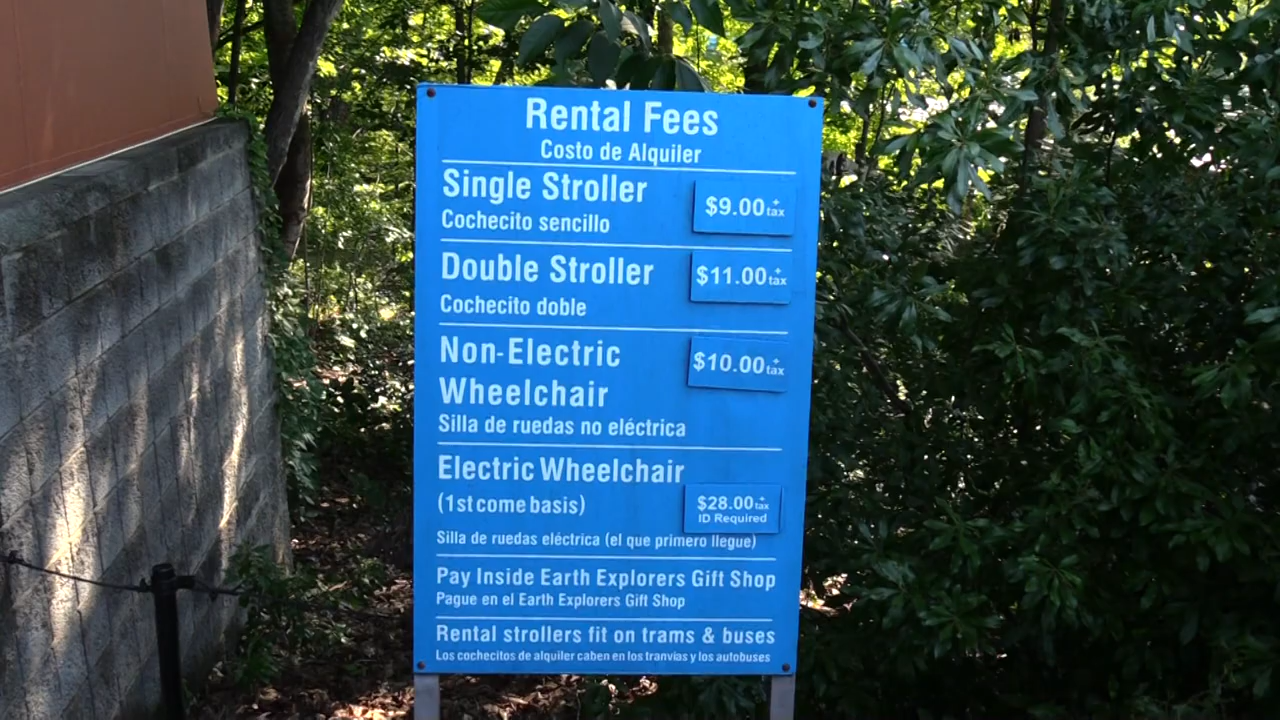 Rental Fees
Costo de Alquiler
Single Stroller
$9.00 + tax
Cochecito sencillo
Double Stroller
$11.00 + tax
Cochecito doble
Non-Electric
$10.00 + tax
Wheelchair
Silla de ruedas no eléctrica
Electric Wheelchair
(1st come basis)
$28.00 + tax
ID Required
Silla de ruedas eléctrica (el que primero llegue)
Pay Inside Earth Explorers Gift Shop
Pague en el Earth Explorers Gift Shop
Rental strollers fit on trams & buses
Los cochecitos de alquiler caben en los tranvías y los autobuses